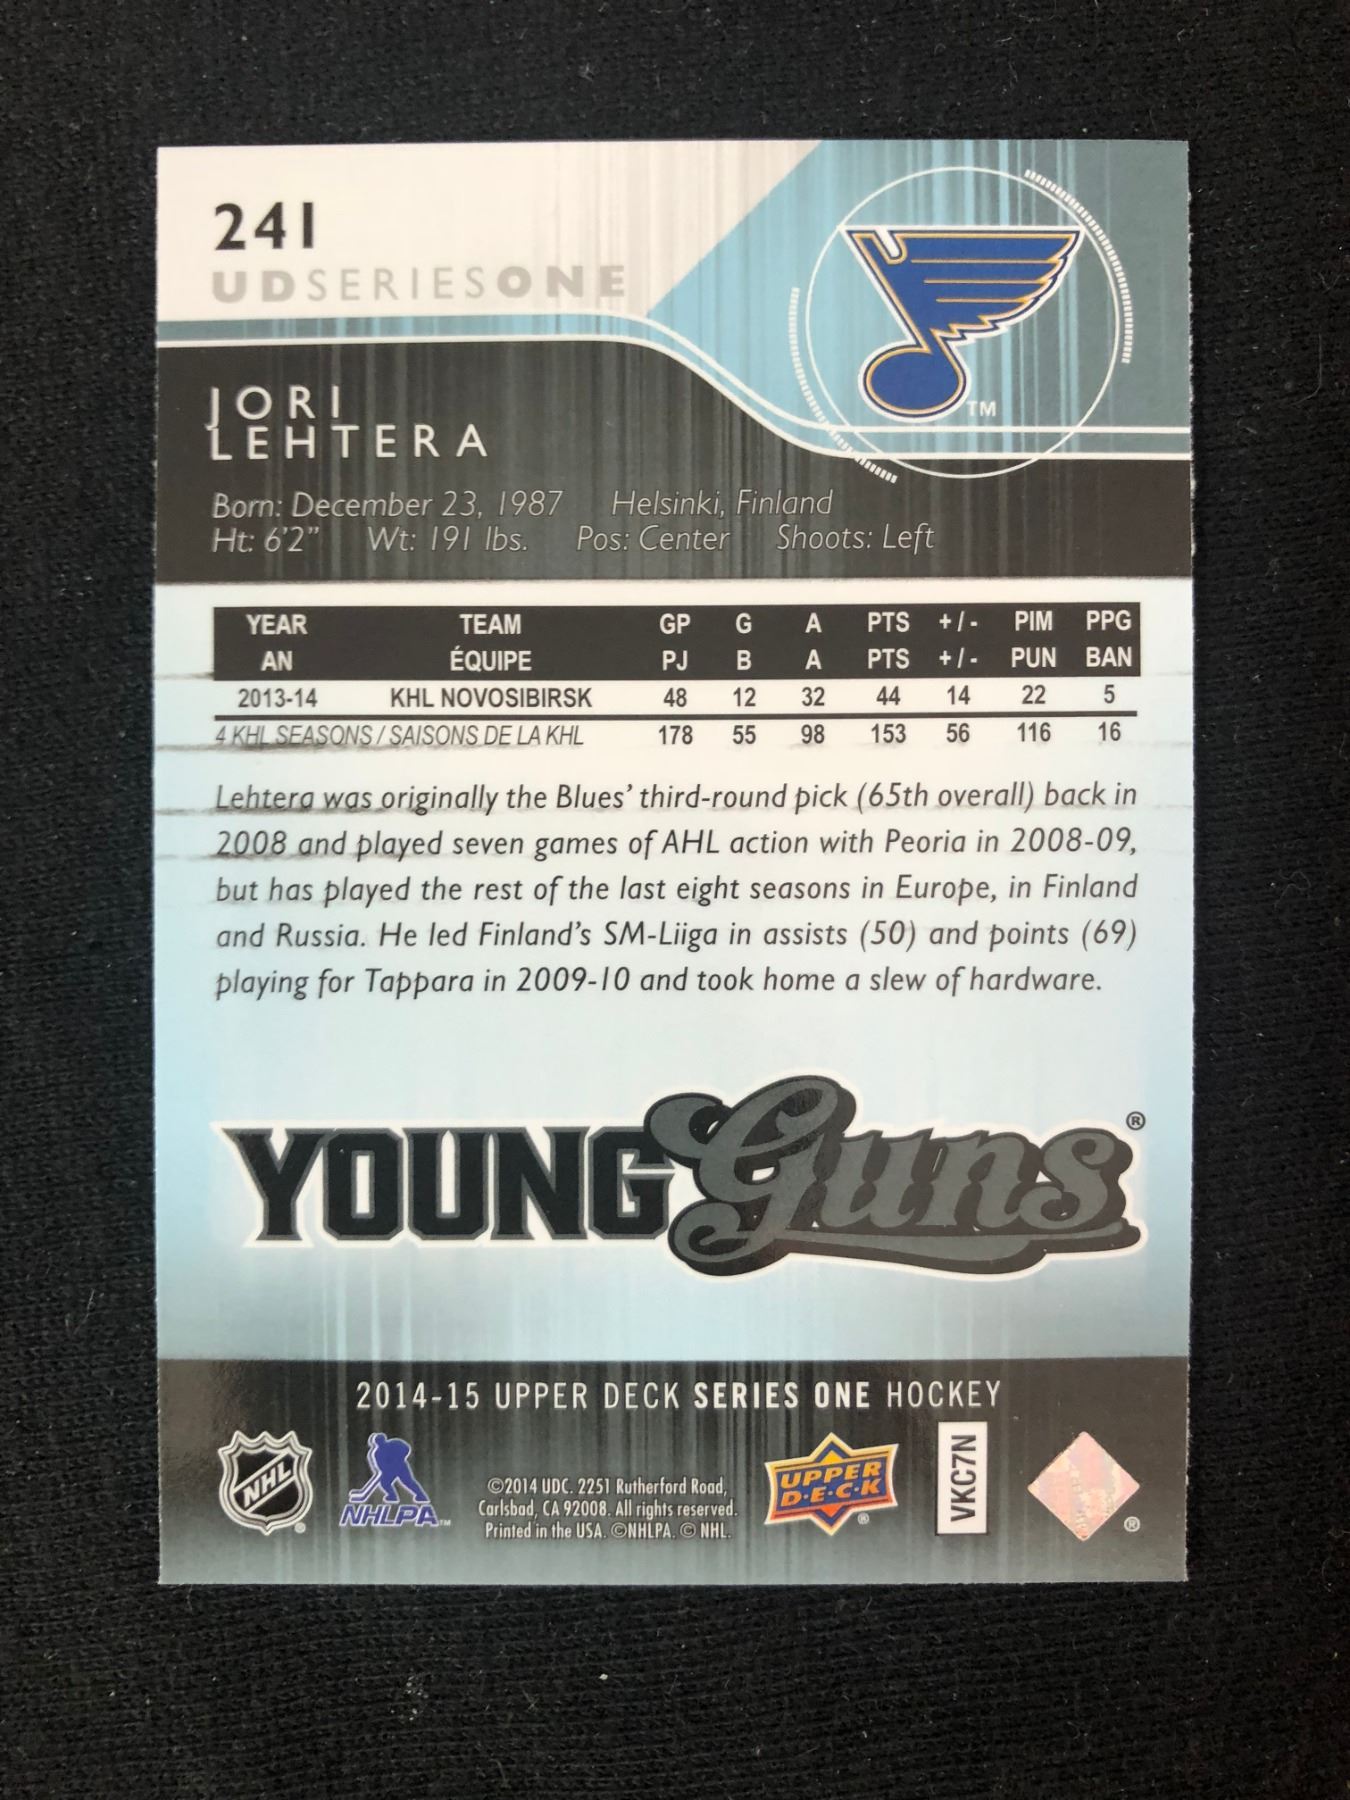 241
UDSERIESONE
TM
JORI
LEHTERA
Born: December 23, 1987 Helsinki, Finland
Ht: 6'2" Wt: 191 lbs. Pos: Center Shoots: Left
YEAR TEAM GP G A PTS +/- PIM PPG
AN ÉQUIPE PJ B A PTS +/- PUN BAN
2013-14 KHL NOVOSIBIRSK 48 12 32 44 14 22 5
4 KHL SEASONS / SAISONS DE LA KHL 178 55 98 153 56 116 16
Lehtera was originally the Blues' third-round pick (65th overall) back in
2008 and played seven games of AHL action with Peoria in 2008-09,
but has played the rest of the last eight seasons in Europe, in Finland
and Russia. He led Finland's SM-Liiga in assists (50) and points (69)
playing for Tappara in 2009-10 and took home a slew of hardware.
YOUNG Guns®
2014-15 UPPER DECK SERIES ONE HOCKEY
NHL ®
NHLPA™
©2014 UDC. 2251 Rutherford Road,
Carlsbad, CA 92008. All rights reserved.
Printed in the USA. ©NHLPA. © NHL.
UPPER
D·E·C·K ®
VKC7N
®